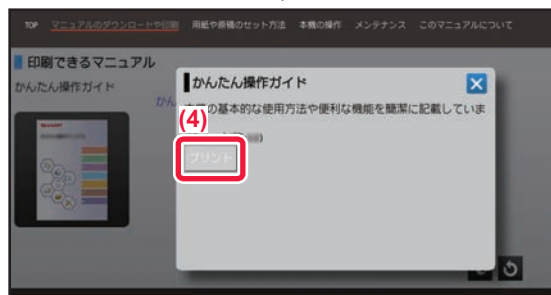 TOP マニュアルのダウンロードや印刷 用紙や原稿のセット方法 本機の操作 メンテナンス このマニュアルについて
印刷できるマニュアル
かんたん操作ガイド
かんたん操作ガイド
かん
の基本的な使用方法や便利な機能を簡潔に記載していま
(4)
プリント